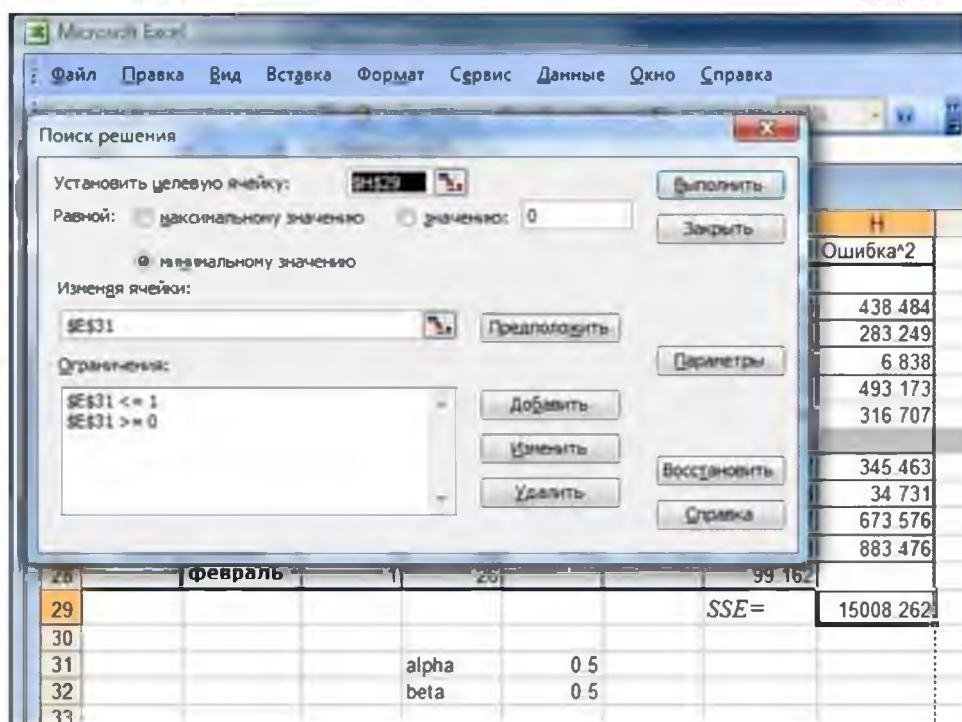 Microsoft Excel
Файл Правка Вид Вставка Формат Сервис Данные Окно Справка
Поиск решения
Установить целевую ячейку: $H$29
Выполнить
Равной: максимальному значению значению: 0
Закрыть
минимальному значению
Изменяя ячейки:
$E$31
Предположить
Ограничения:
Параметры
$E$31 <= 1
$E$31 >= 0
Добавить
Изменить
Удалить
Восстановить
Справка
H
Ошибка^2
438 484
283 249
6 838
493 173
316 707
345 463
34 731
673 576
883 476
28 февраль 1 26 99 162
29 SSE= 15008 262
30
31 alpha 0 5
32 beta 0 5
33